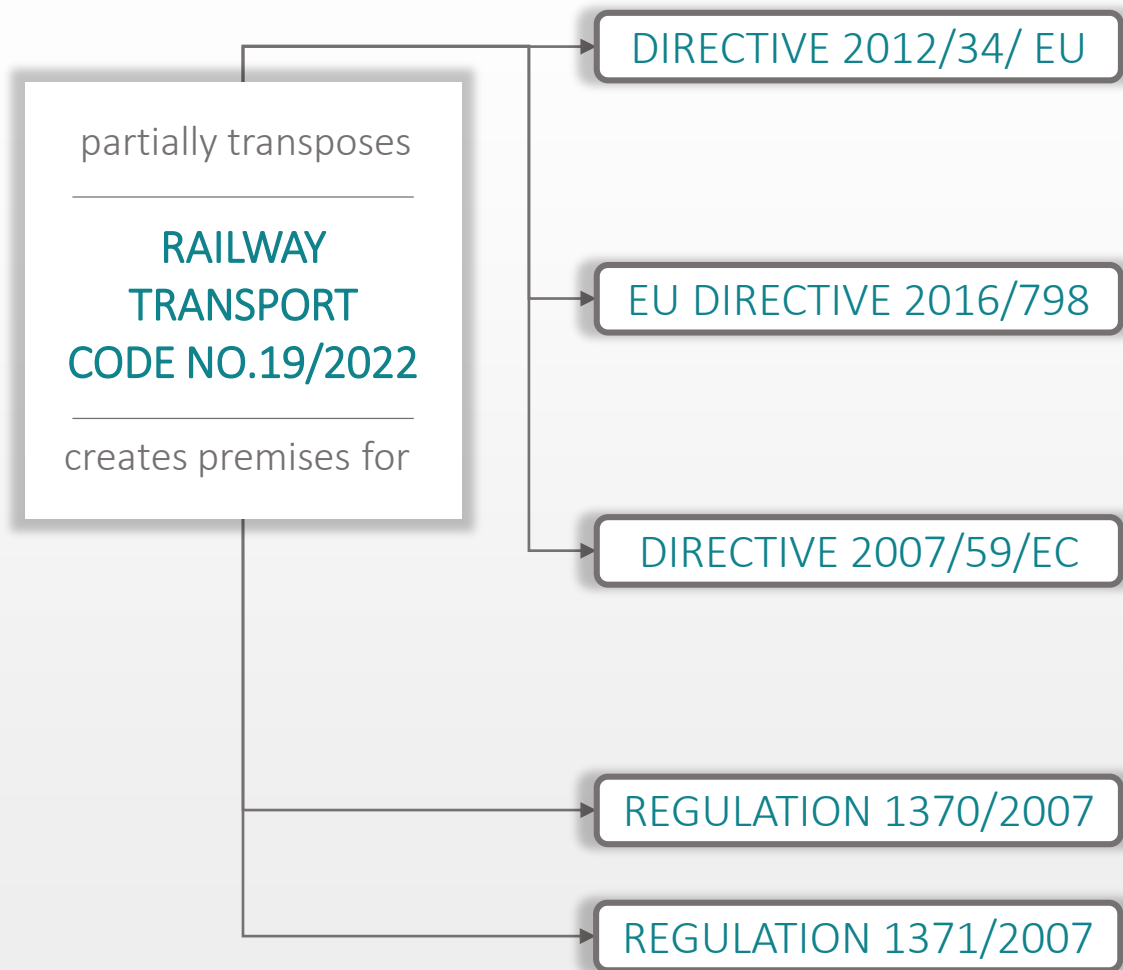 partially transposes
RAILWAY
TRANSPORT
CODE NO.19/2022
creates premises for
DIRECTIVE 2012/34/ EU
EU DIRECTIVE 2016/798
DIRECTIVE 2007/59/EC
REGULATION 1370/2007
REGULATION 1371/2007